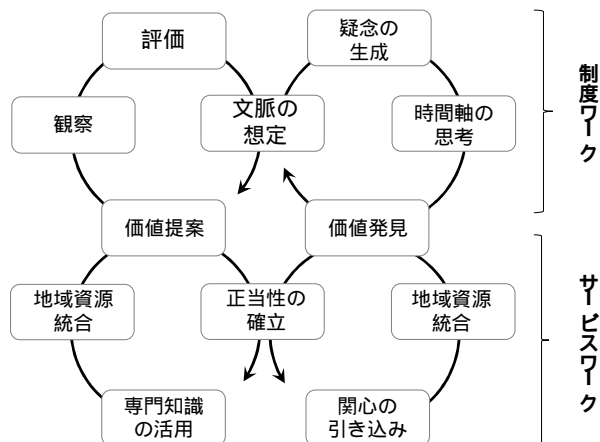 評価
疑念の
生成
観察
文脈の
想定
時間軸の
思考
価値提案
価値発見
地域資源
統合
正当性の
確立
地域資源
統合
専門知識
の活用
関心の
引き込み
制度ワーク
サービスワーク